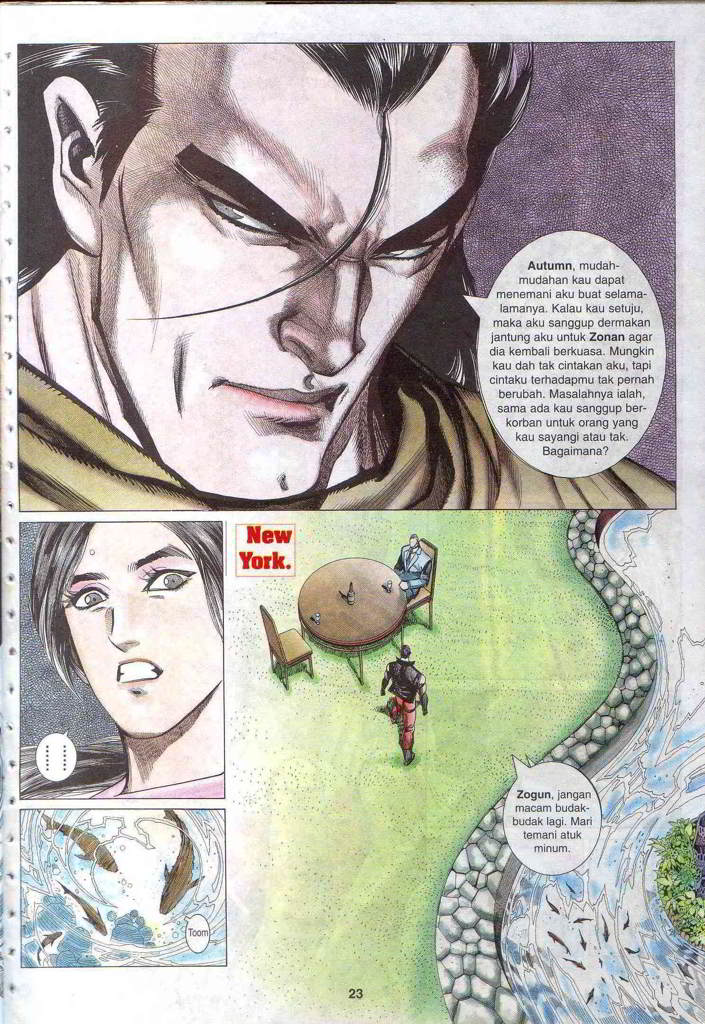 Autumn, mudah-
mudahan kau dapat
menemani aku buat selama-
lamanya. Kalau kau setuju,
maka aku sanggup dermakan
jantung aku untuk Zonan agar
dia kembali berkuasa. Mungkin
kau dah tak cintakan aku, tapi
cintaku terhadapmu tak pernah
berubah. Masalahnya ialah,
sama ada kau sanggup ber-
korban untuk orang yang
kau sayangi atau tak.
Bagaimana?
New
York.
Zogun, jangan
macam budak-
budak lagi. Mari
temani atuk
minum.
Toom
23